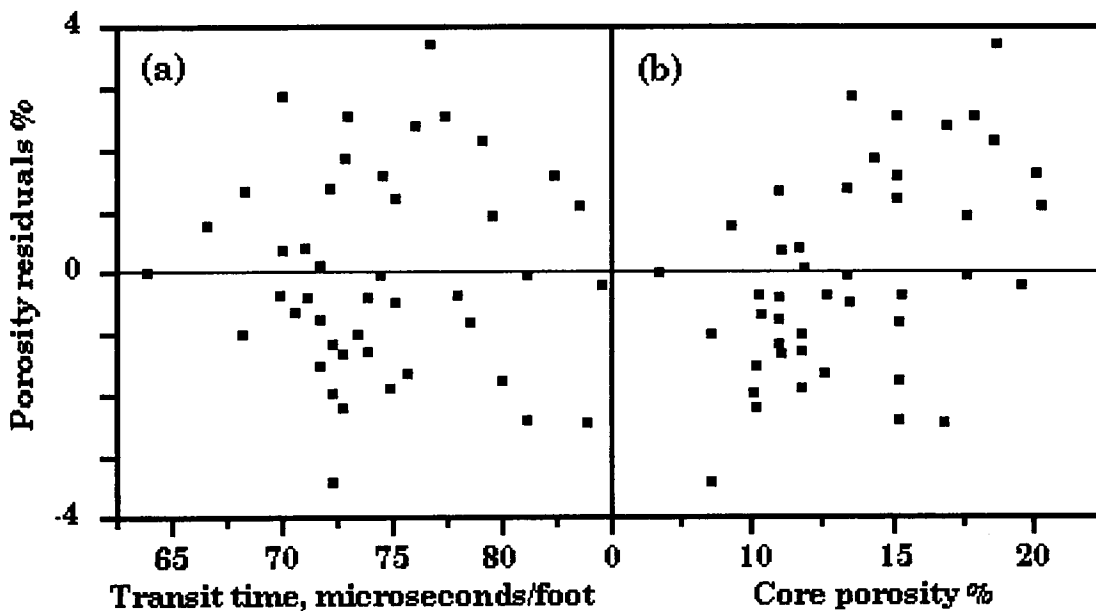 4
(a)
(b)
Porosity residuals %
0
-4
65 70 75 80 0 10 15 20
Transit time, microseconds/foot
Core porosity %